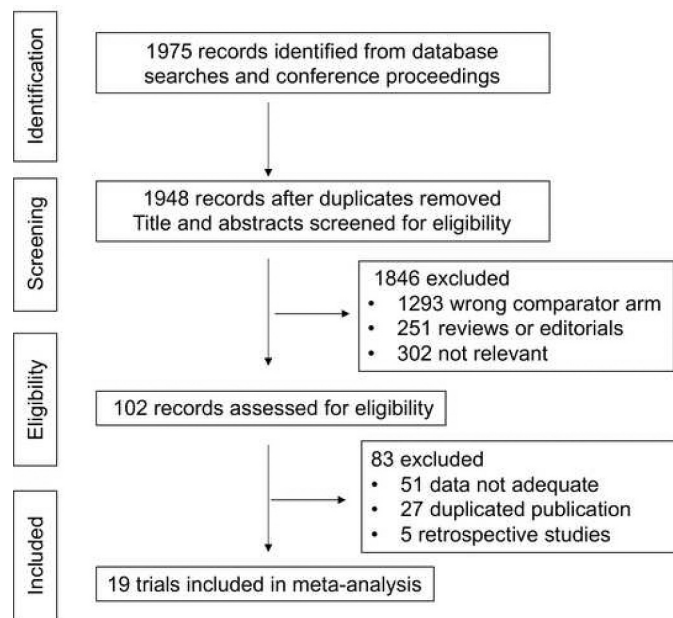 Identification
1975 records identified from database
searches and conference proceedings
Screening
1948 records after duplicates removed
Title and abstracts screened for eligibility
1846 excluded
• 1293 wrong comparator arm
• 251 reviews or editorials
• 302 not relevant
Eligibility
102 records assessed for eligibility
83 excluded
• 51 data not adequate
• 27 duplicated publication
• 5 retrospective studies
Included
19 trials included in meta-analysis